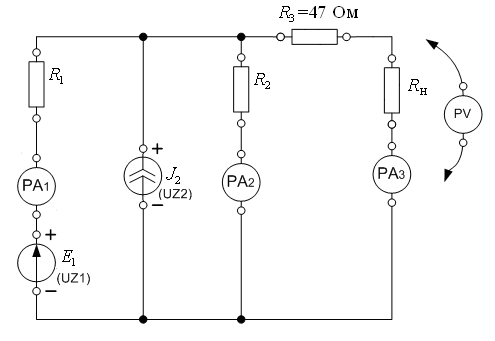 R3=47 Ом
R1
R2
Rн
PV
PA1
+
J2
(UZ2)
−
PA2
PA3
+
E1
(UZ1)
−